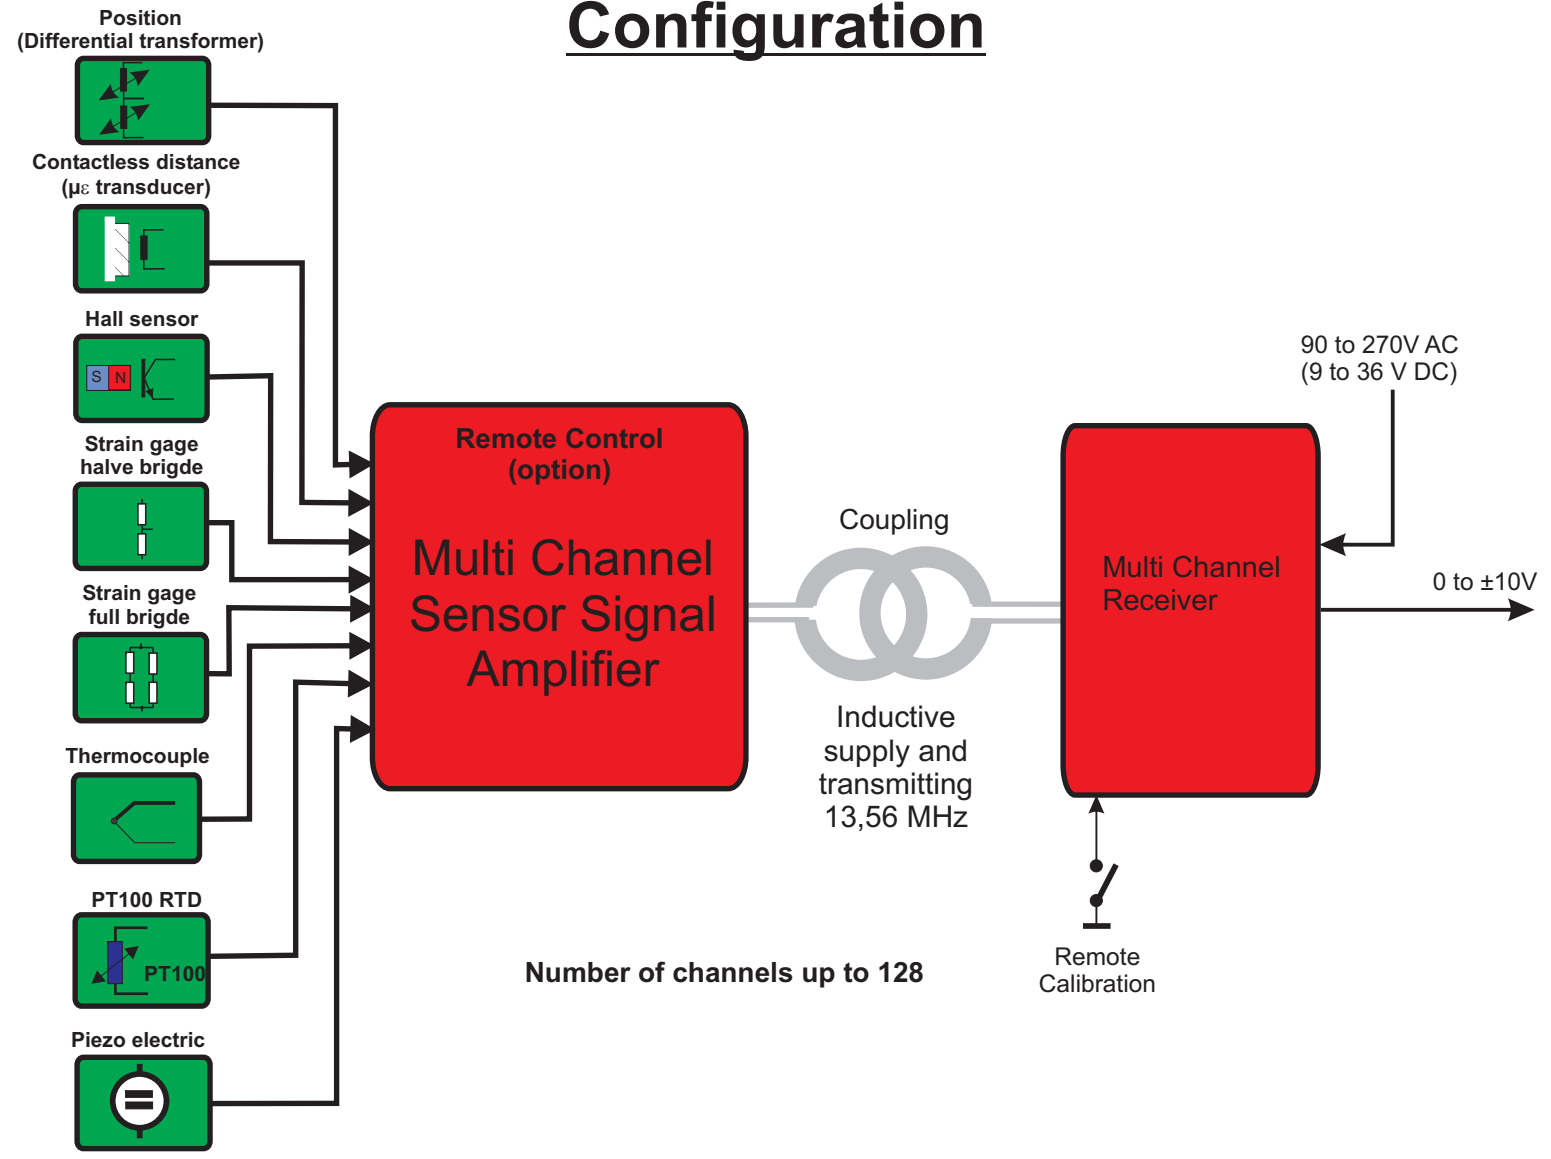 Configuration
Position
(Differential transformer)
Contactless distance
(µε transducer)
Hall sensor
S N
Strain gage
halve brigde
Strain gage
full brigde
Thermocouple
PT100 RTD
PT100
Piezo electric
Remote Control
(option)
Multi Channel
Sensor Signal
Amplifier
Coupling
Inductive
supply and
transmitting
13,56 MHz
Number of channels up to 128
90 to 270V AC
(9 to 36 V DC)
Multi Channel
Receiver
0 to ±10V
Remote
Calibration